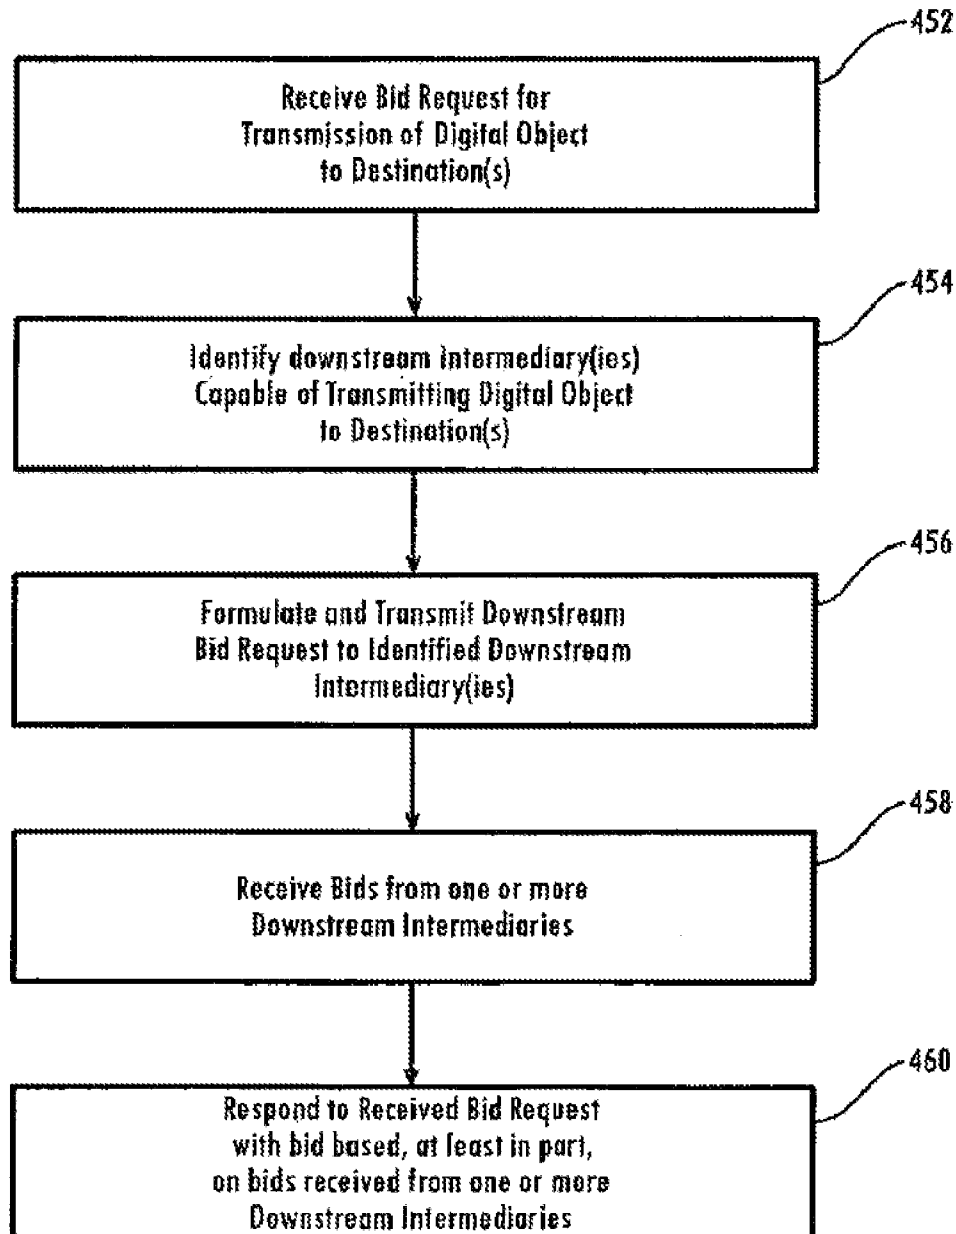 452
Receive Bid Request for
Transmission of Digital Object
to Destination(s)
454
Identify downstream Intermediary(ies)
Capable of Transmitting Digital Object
to Destination(s)
456
Formulate and Transmit Downstream
Bid Request to Identified Downstream
Intermediary(ies)
458
Receive Bids from one or more
Downstream Intermediaries
460
Respond to Received Bid Request
with bid based, at least in part,
on bids received from one or more
Downstream Intermediaries